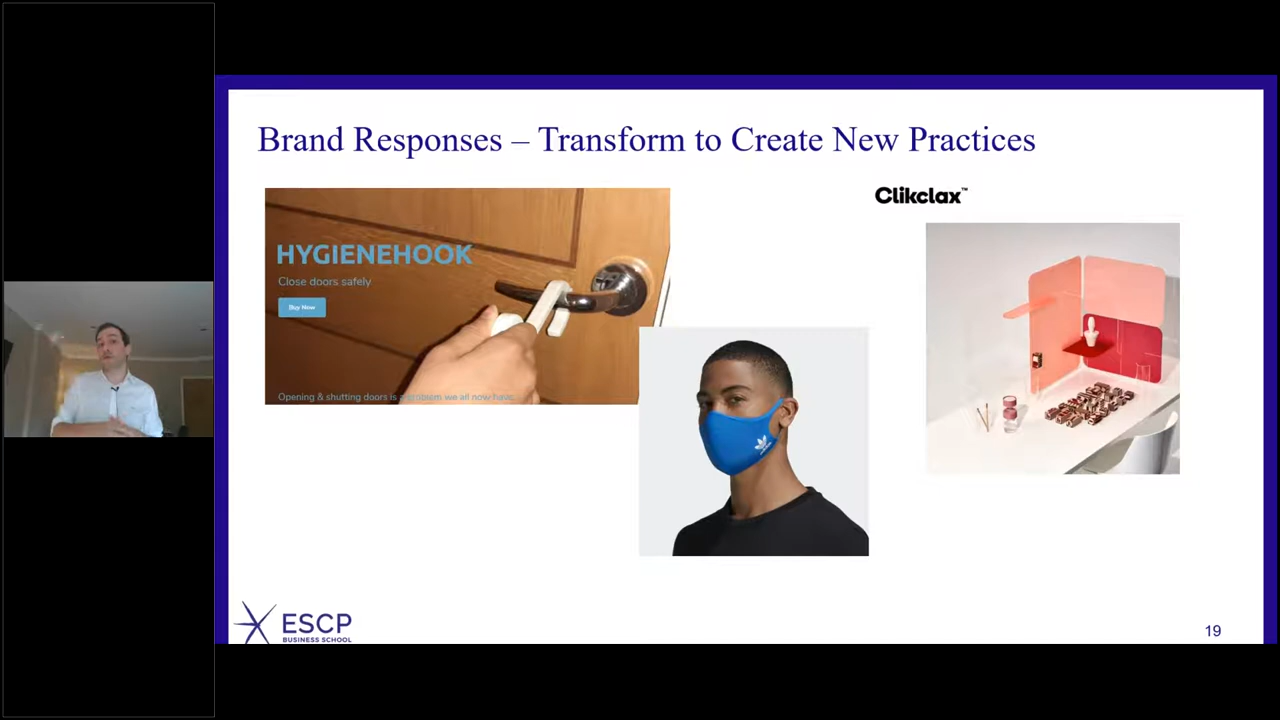 Brand Responses – Transform to Create New Practices
HYGIENEHOOK
Close doors safely
Buy Now
Opening & shutting doors is a problem we all now have.
Clikclax™
adidas
ESCP
BUSINESS SCHOOL
19